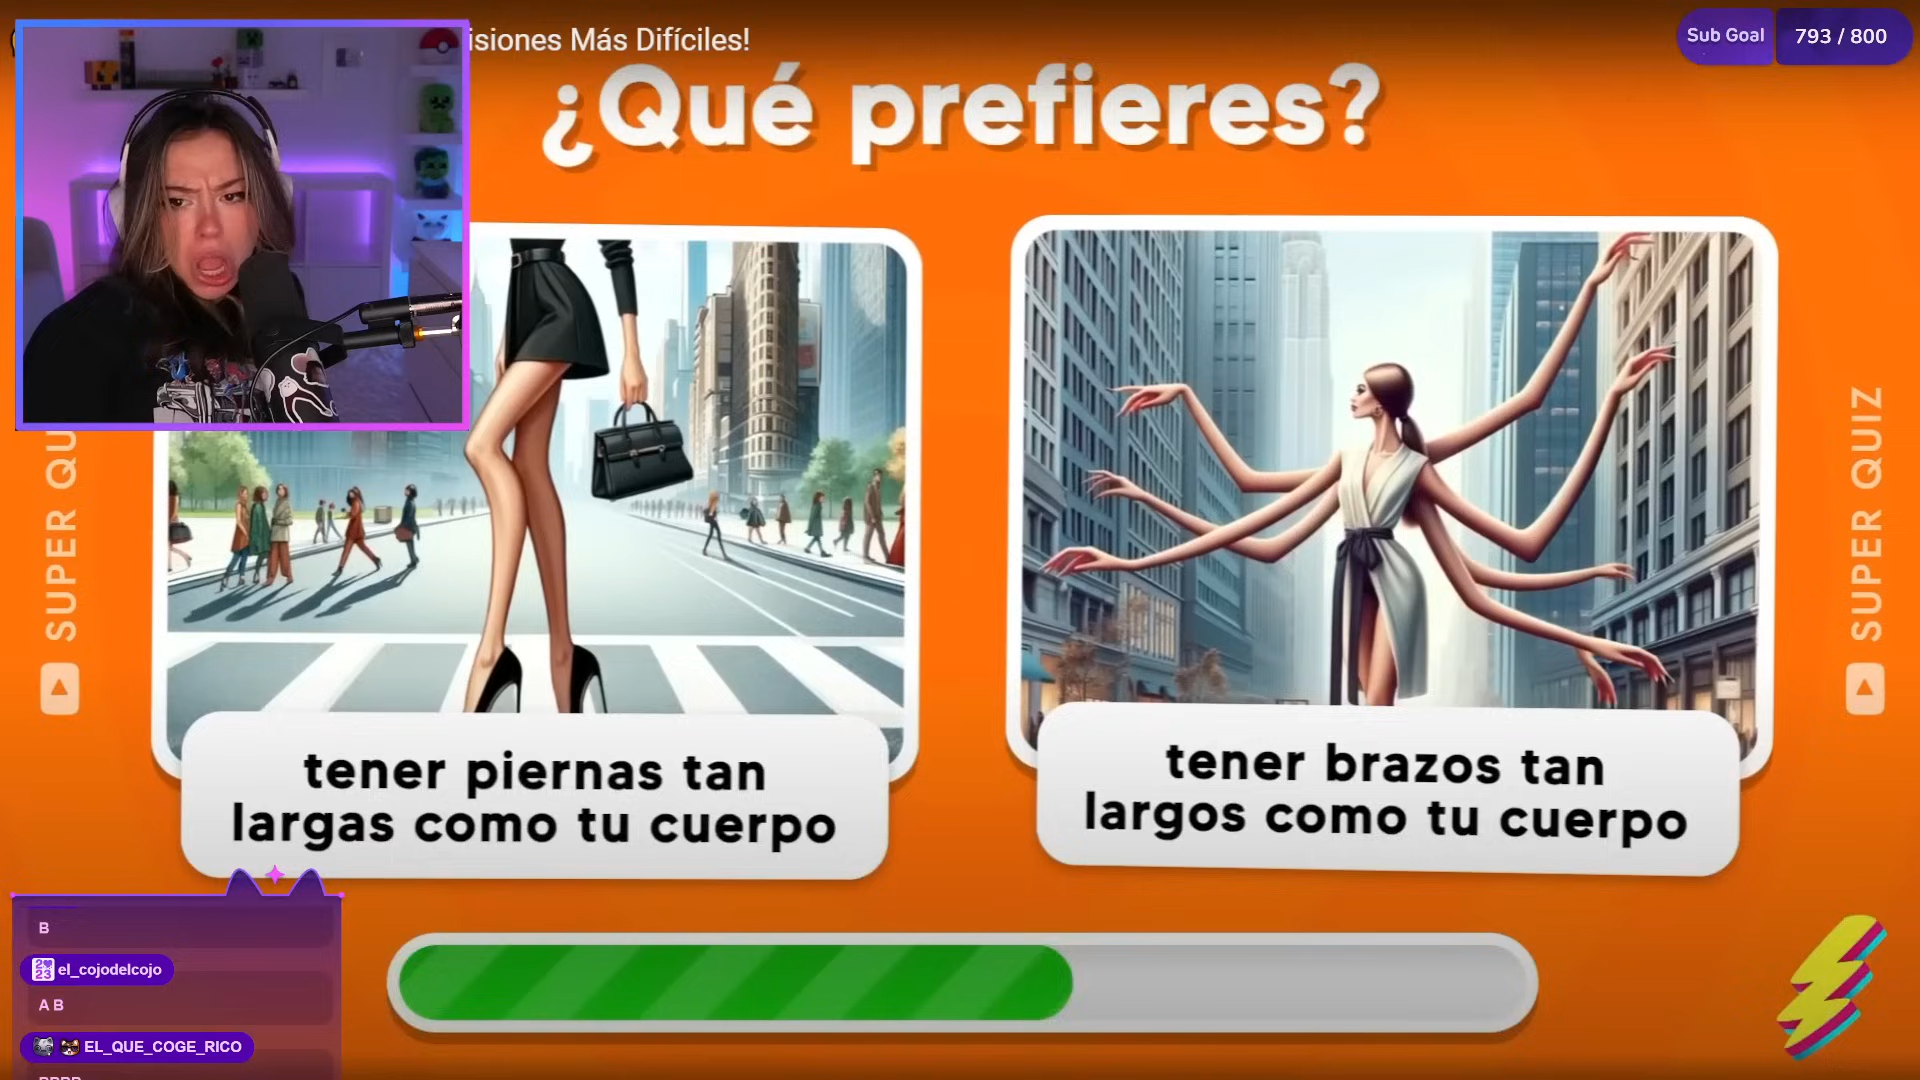 isiones Más Difíciles!
Sub Goal
793 / 800
¿Qué prefieres?
SUPER QU
SUPER QUIZ
tener piernas tan
largas como tu cuerpo
tener brazos tan
largos como tu cuerpo
B
el_cojodelcojo
A B
EL_QUE_COGE_RICO